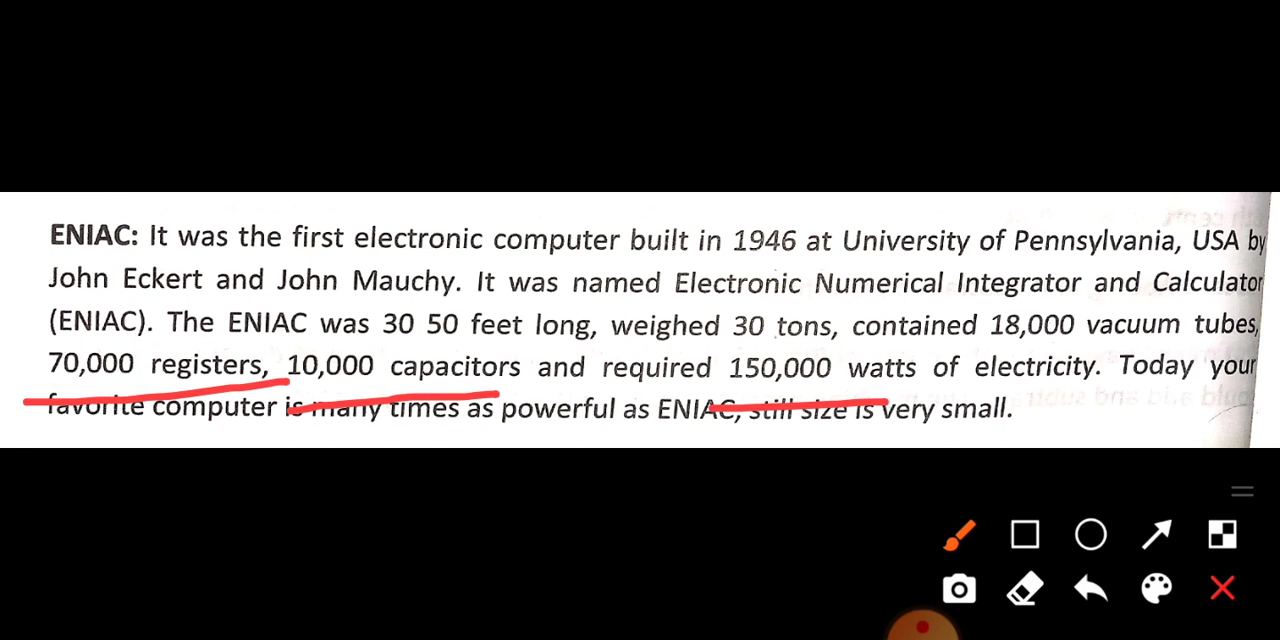 ENIAC: It was the first electronic computer built in 1946 at University of Pennsylvania, USA by
John Eckert and John Mauchy. It was named Electronic Numerical Integrator and Calculator
(ENIAC). The ENIAC was 30 50 feet long, weighed 30 tons, contained 18,000 vacuum tubes,
70,000 registers, 10,000 capacitors and required 150,000 watts of electricity. Today your
favorite computer is many times as powerful as ENIAC, still size is very small.